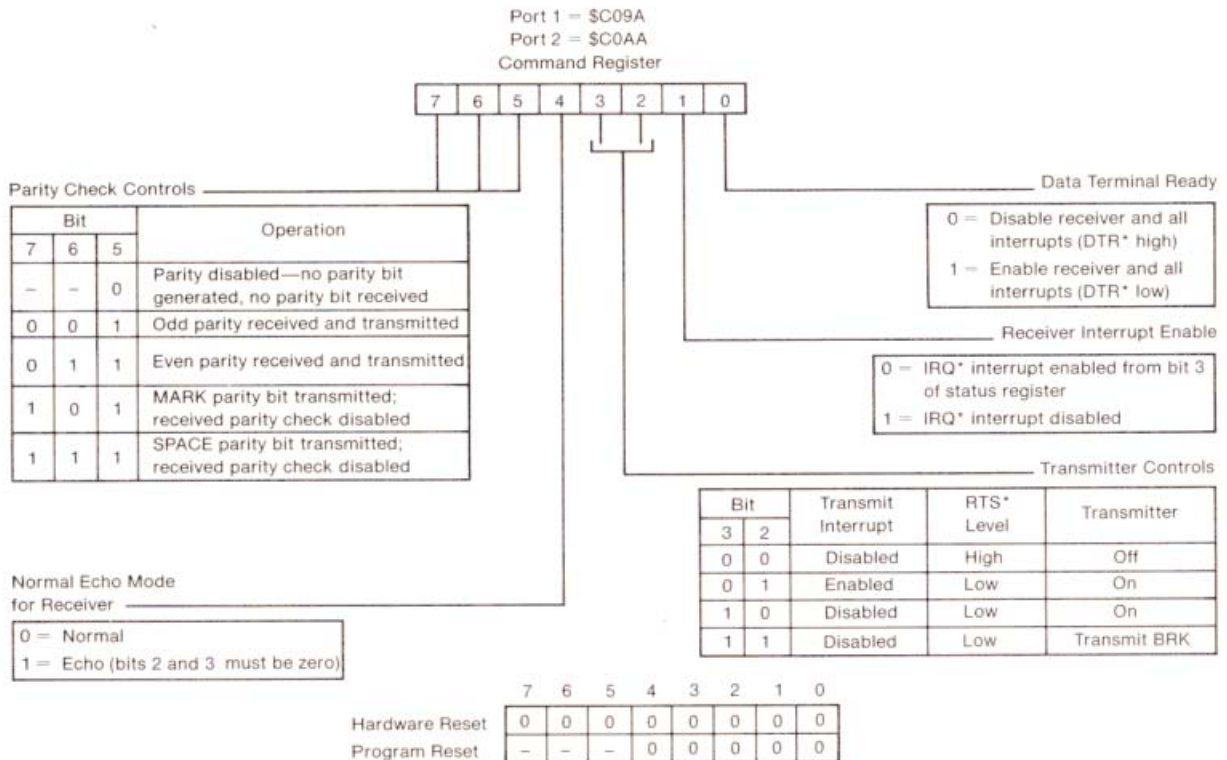 Port 1 = $C09A
Port 2 = $C0AA
Command Register
7 6 5 4 3 2 1 0
Parity Check Controls
Bit Operation
7 6 5
– – 0 Parity disabled—no parity bit
generated, no parity bit received
0 0 1 Odd parity received and transmitted
0 1 1 Even parity received and transmitted
1 0 1 MARK parity bit transmitted;
received parity check disabled
1 1 1 SPACE parity bit transmitted;
received parity check disabled
Data Terminal Ready
0 = Disable receiver and all
interrupts (DTR* high)
1 = Enable receiver and all
interrupts (DTR* low)
Receiver Interrupt Enable
0 = IRQ* interrupt enabled from bit 3
of status register
1 = IRQ* interrupt disabled
Transmitter Controls
Bit Transmit RTS* Transmitter
3 2 Interrupt Level
0 0 Disabled High Off
0 1 Enabled Low On
1 0 Disabled Low On
1 1 Disabled Low Transmit BRK
Normal Echo Mode
for Receiver
0 = Normal
1 = Echo (bits 2 and 3 must be zero)
7 6 5 4 3 2 1 0
Hardware Reset 0 0 0 0 0 0 0 0
Program Reset – – – 0 0 0 0 0